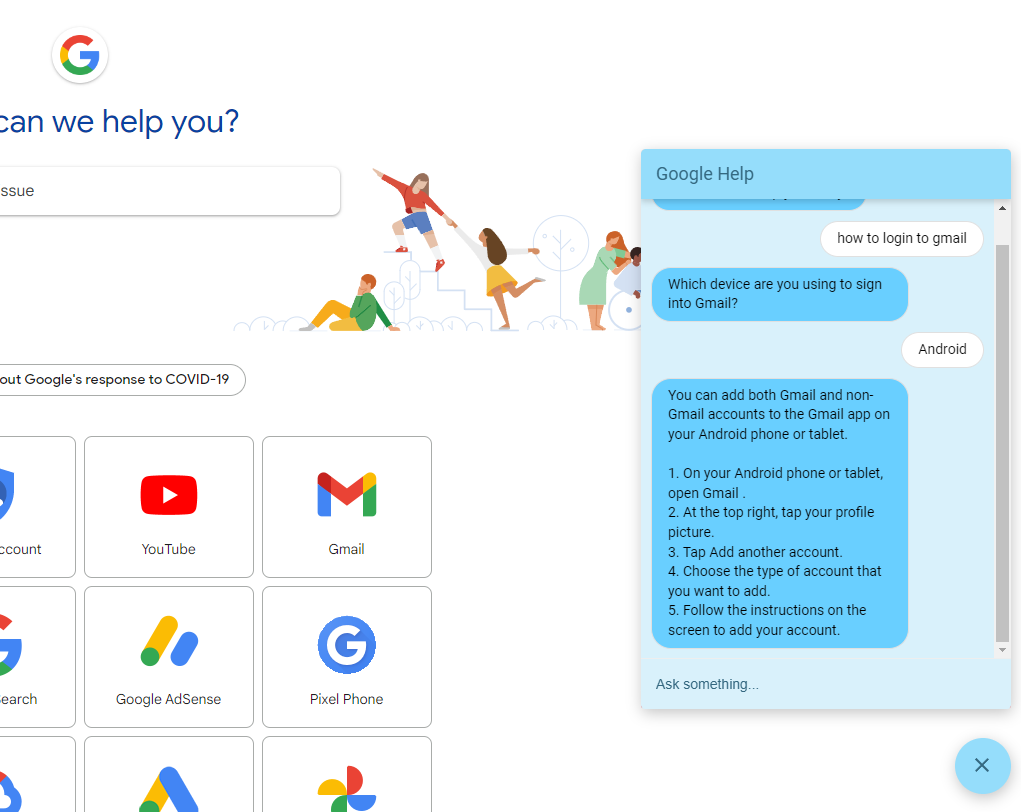 can we help you?
ssue
out Google's response to COVID-19
ccount
YouTube
Gmail
earch
Google AdSense
Pixel Phone
Google Help
how to login to gmail
Which device are you using to sign
into Gmail?
Android
You can add both Gmail and non-
Gmail accounts to the Gmail app on
your Android phone or tablet.
1. On your Android phone or tablet,
open Gmail .
2. At the top right, tap your profile
picture.
3. Tap Add another account.
4. Choose the type of account that
you want to add.
5. Follow the instructions on the
screen to add your account.
Ask something...